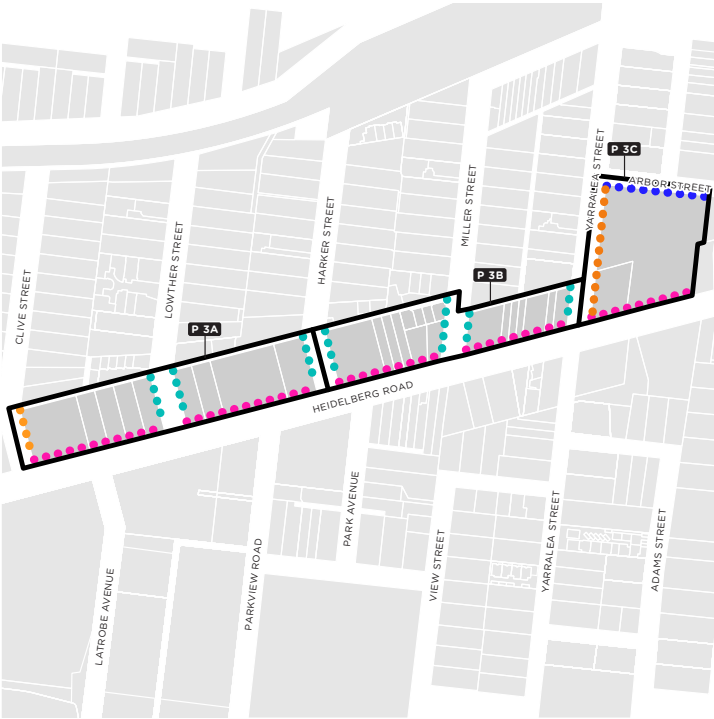 P 3C
ARBOR STREET
YARRALEA STREET
MILLER STREET
HARKER STREET
LOWTHER STREET
CLIVE STREET
P 3B
P 3A
HEIDELBERG ROAD
PARK AVENUE
VIEW STREET
YARRALEA STREET
ADAMS STREET
PARKVIEW ROAD
LATROBE AVENUE